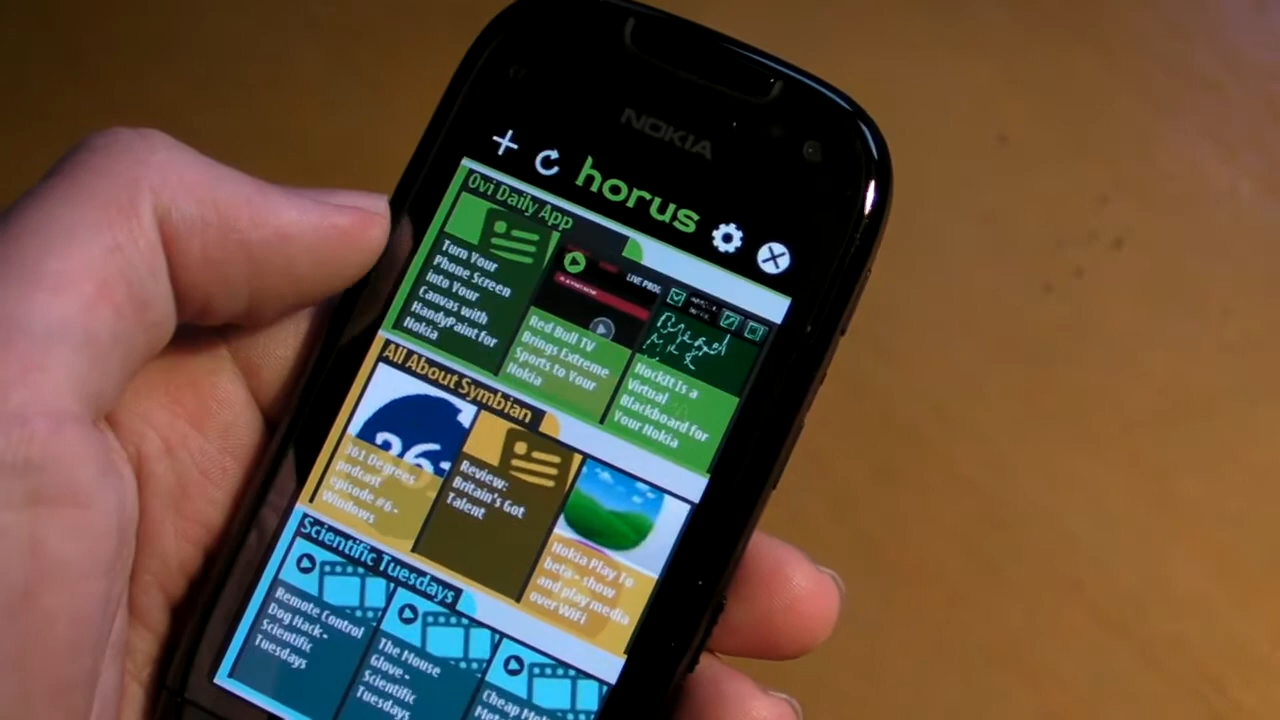 NOKIA
horus
Ovi Daily App
Turn Your
Phone Screen
into Your
Canvas with
HandyPaint for
Nokia
LIVE PROG
Red Bull TV
Brings Extreme
Sports to Your
Nokia
NockIt Is a
Virtual
Blackboard for
Your Nokia
All About Symbian
361
361 Degrees
podcast
episode #6 -
Windows
Review:
Britain's Got
Talent
Nokia Play To
beta - show
and play media
over WiFi
Scientific Tuesdays
Remote Control
Dog Hack -
Scientific
Tuesdays
The Mouse
Glove -
Scientific
Tuesdays
Cheap